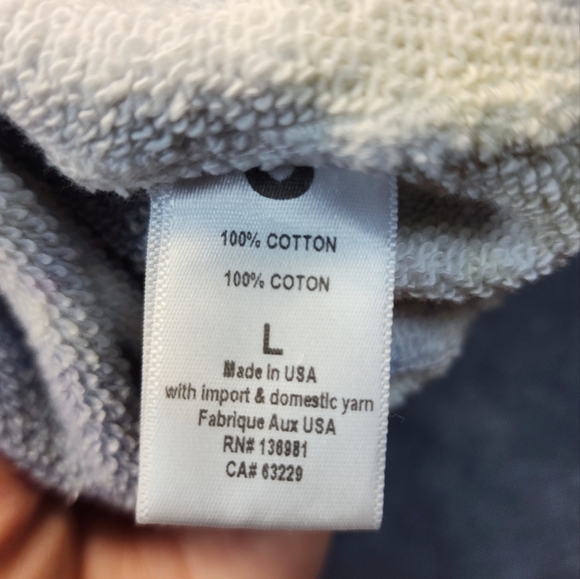 100% COTTON
100% COTON
L
Made in USA
with import & domestic yarn
Fabrique Aux USA
RN# 136981
CA# 63229